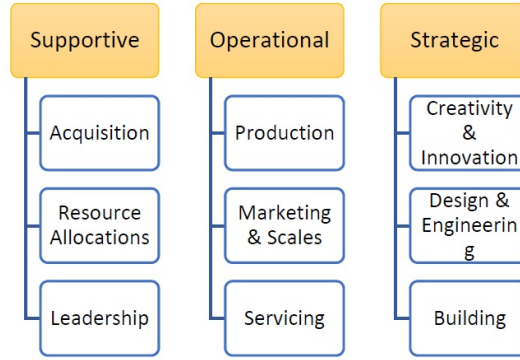 Supportive
Acquisition
Resource
Allocations
Leadership
Operational
Production
Marketing
& Scales
Servicing
Strategic
Creativity
&
Innovation
Design &
Engineerin
g
Building